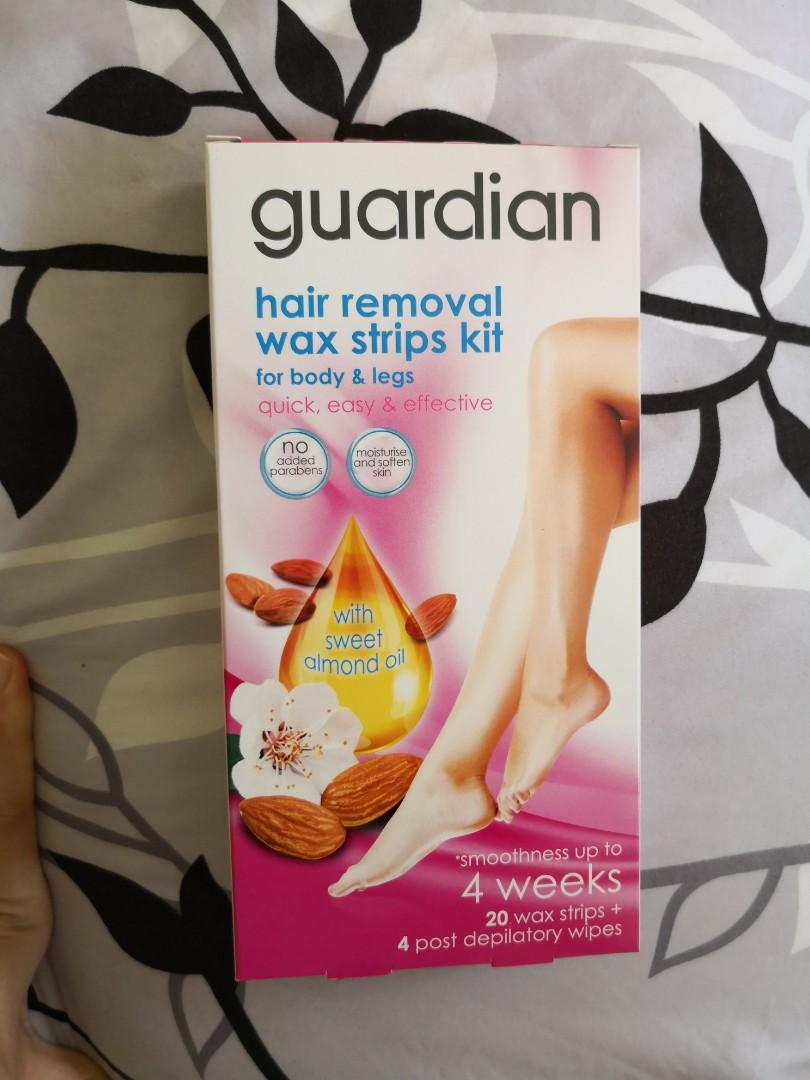 guardian
hair removal
wax strips kit
for body & legs
quick, easy & effective
no
added
parabens
moisturise
and soften
skin
with
sweet
almond oil
*smoothness up to
4 weeks
20 wax strips +
4 post depilatory wipes